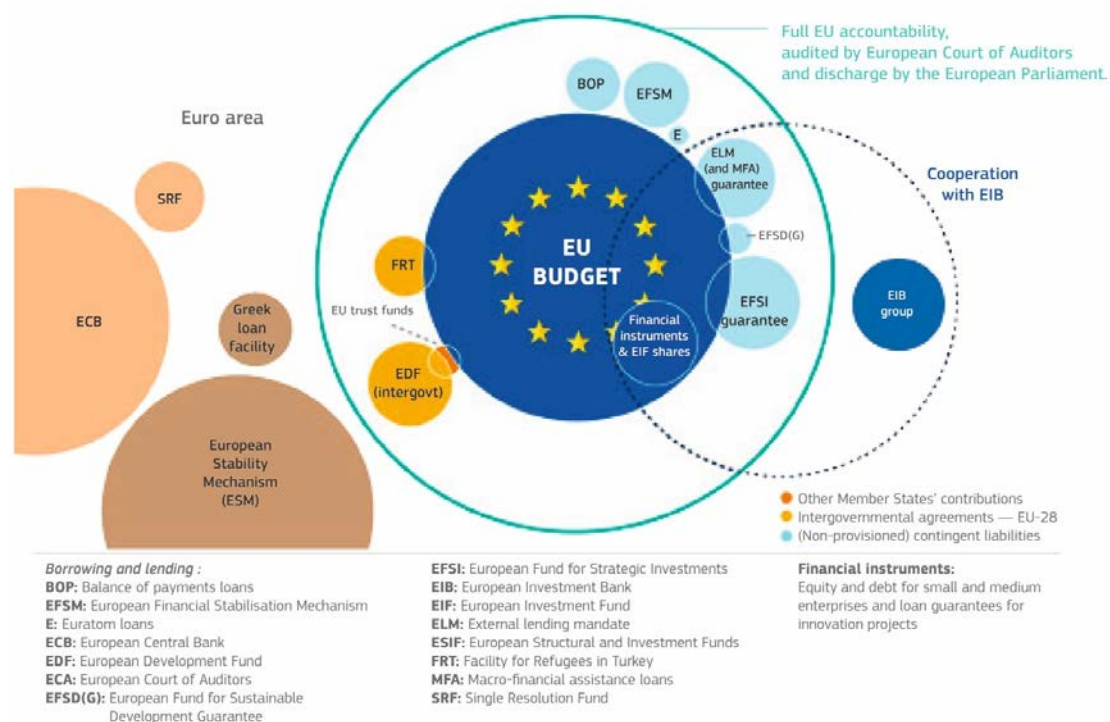 Full EU accountability,
audited by European Court of Auditors
and discharge by the European Parliament.
Euro area
BOP
EFSM
E
ELM
(and MFA)
guarantee
Cooperation
with EIB
SRF
EFSD(G)
EU
BUDGET
FRT
EU trust funds
ECB
Greek
loan
facility
Financial
instruments
& EIF shares
EFSI
guarantee
EIB
group
EDF
(intergovt)
European
Stability
Mechanism
(ESM)
Other Member States' contributions
Intergovernmental agreements — EU-28
(Non-provisioned) contingent liabilities
Borrowing and lending :
BOP: Balance of payments loans
EFSM: European Financial Stabilisation Mechanism
E: Euratom loans
ECB: European Central Bank
EDF: European Development Fund
ECA: European Court of Auditors
EFSD(G): European Fund for Sustainable
Development Guarantee
EFSI: European Fund for Strategic Investments
EIB: European Investment Bank
EIF: European Investment Fund
ELM: External lending mandate
ESIF: European Structural and Investment Funds
FRT: Facility for Refugees in Turkey
MFA: Macro-financial assistance loans
SRF: Single Resolution Fund
Financial instruments:
Equity and debt for small and medium
enterprises and loan guarantees for
innovation projects